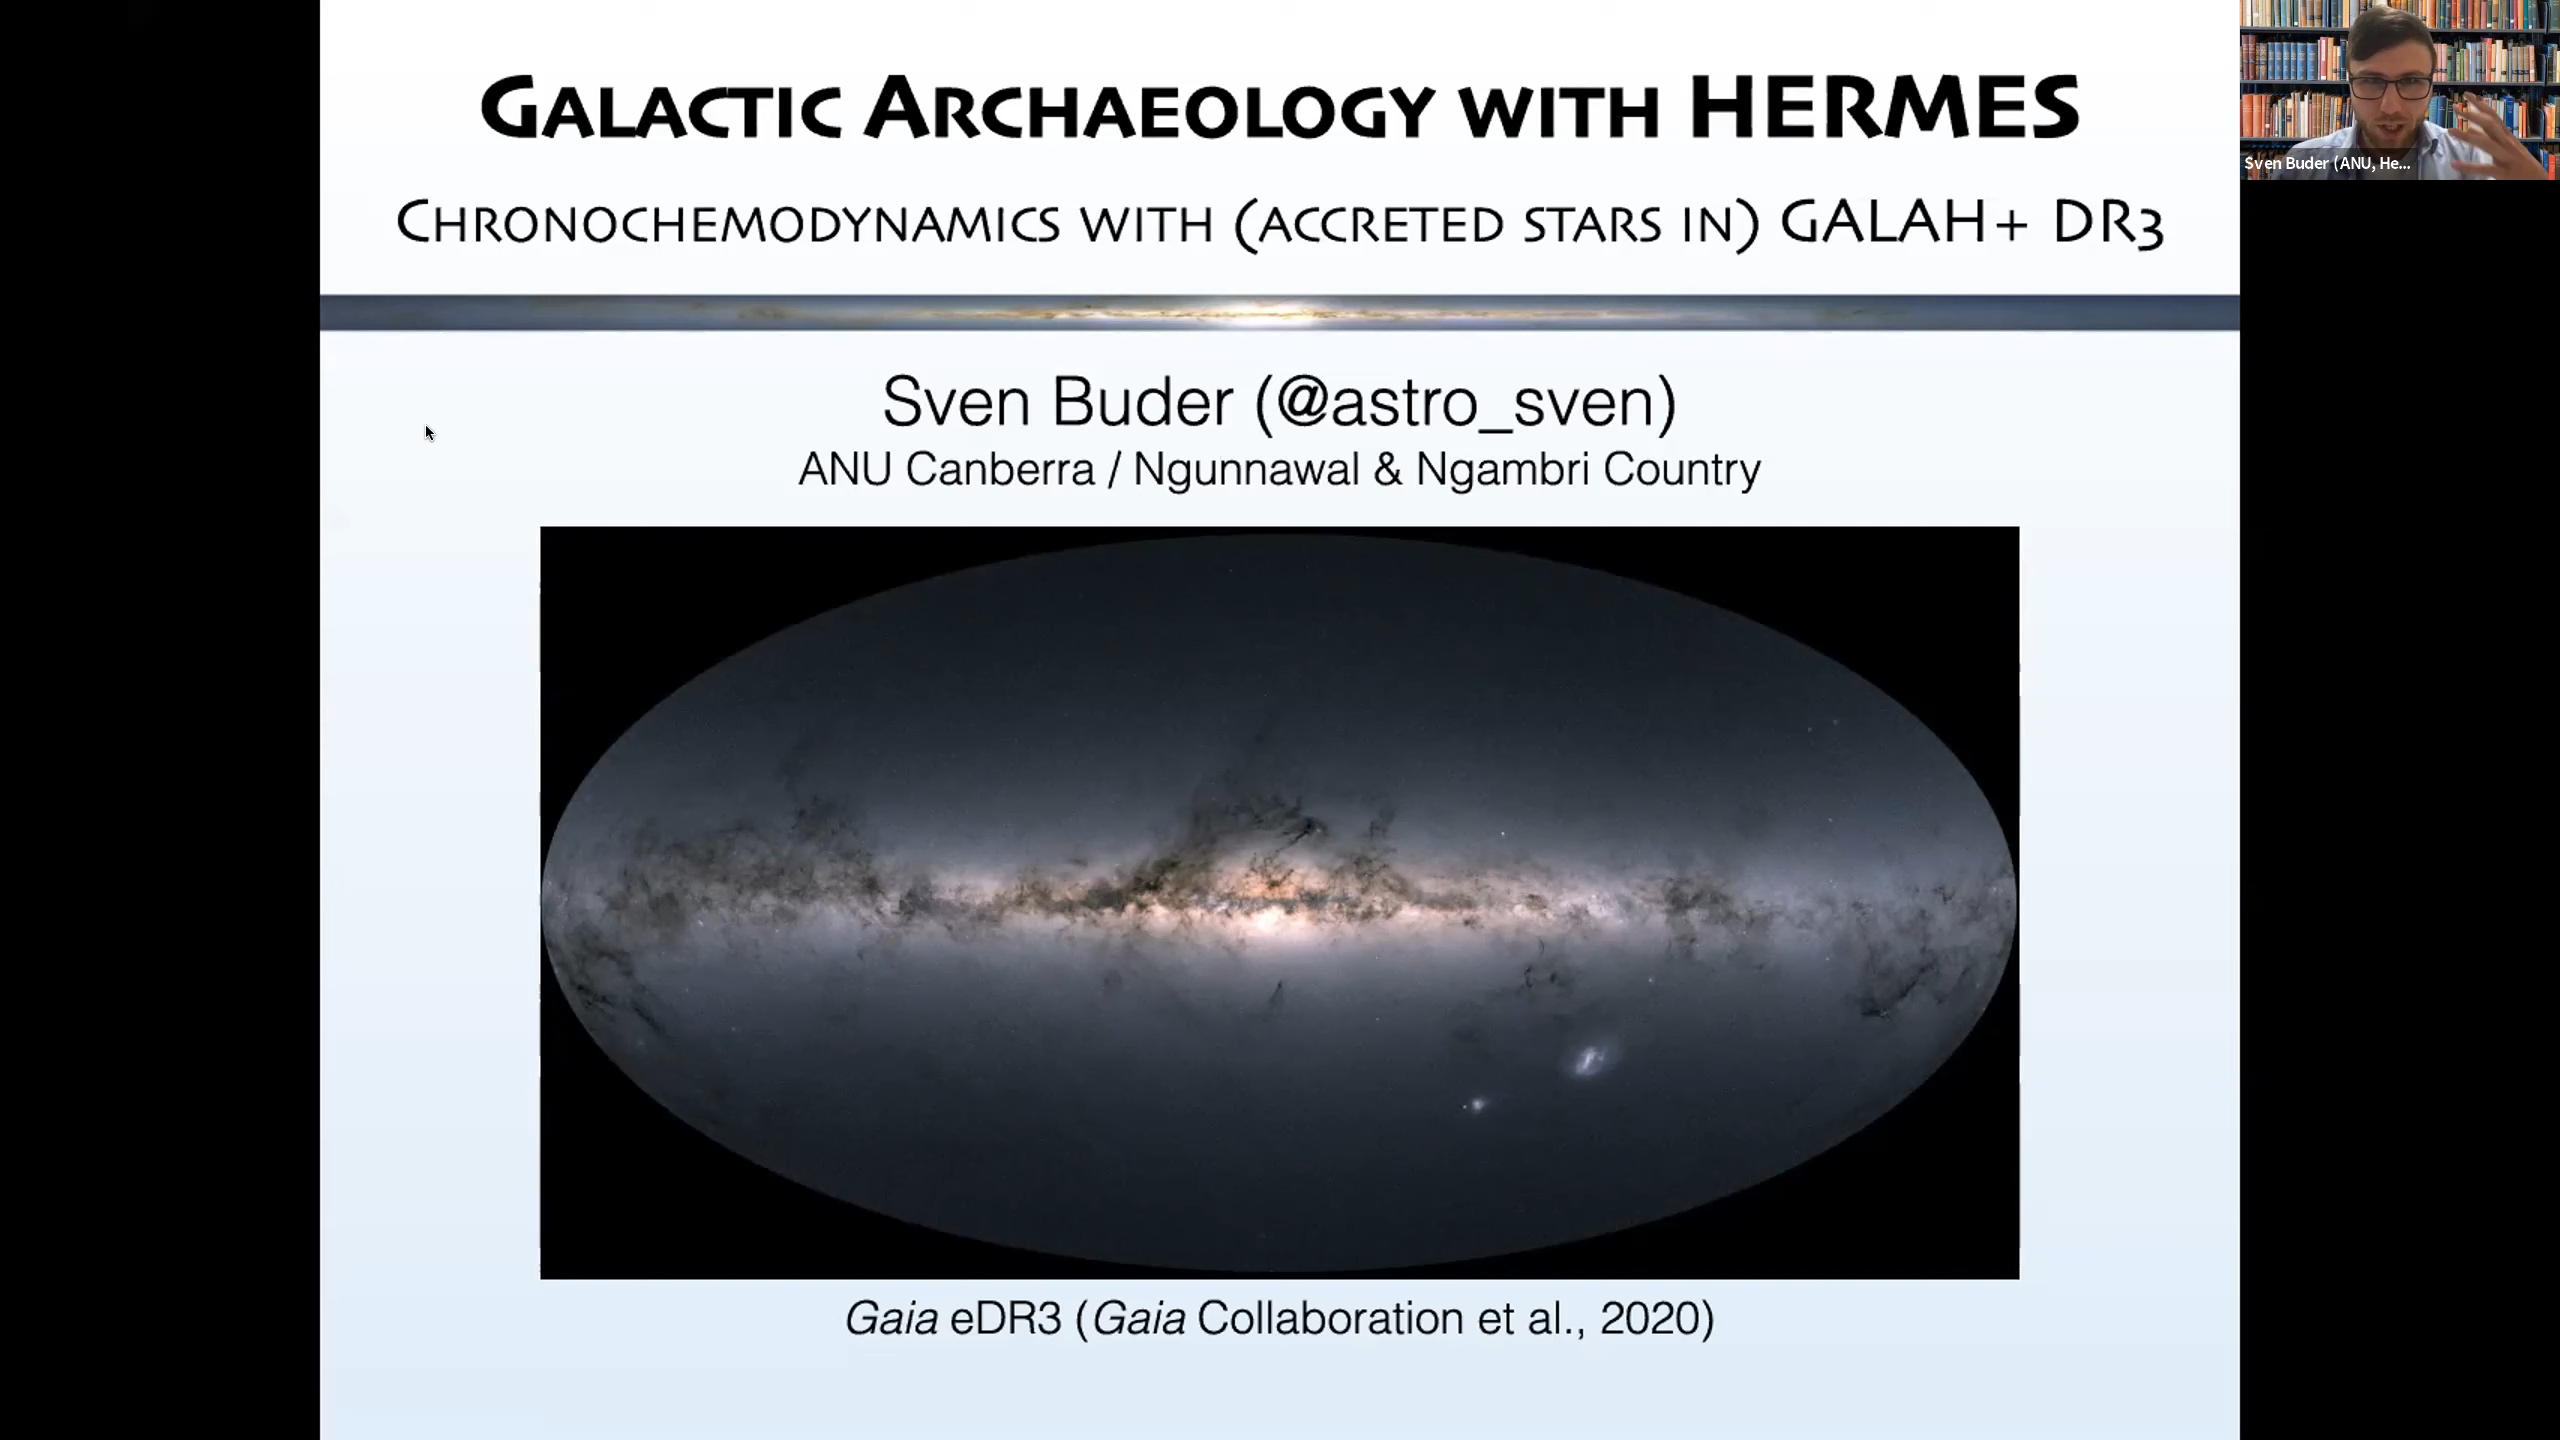 GALACTIC ARCHAEOLOGY WITH HERMES
CHRONOCHEMODYNAMICS WITH (ACCRETED STARS IN) GALAH+ DR3
Sven Buder (@astro_sven)
ANU Canberra / Ngunnawal & Ngambri Country
Gaia eDR3 (Gaia Collaboration et al., 2020)
Sven Buder (ANU, He...